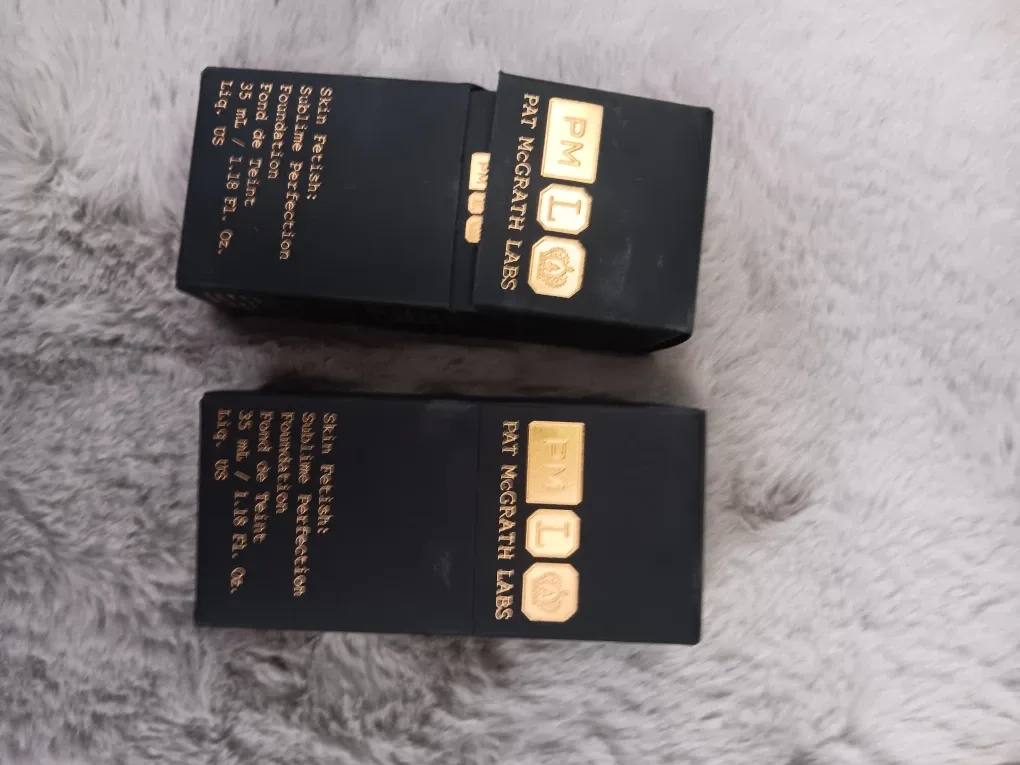 PM L
PAT McGRATH LABS
PM
Skin Fetish:
Sublime Perfection
Foundation
Fond de Teint
35 mL / 1.18 Fl. Oz.
Liq. US
PM L
PAT McGRATH LABS
Skin Fetish:
Sublime Perfection
Foundation
Fond de Teint
35 mL / 1.18 Fl. Oz.
Liq. US